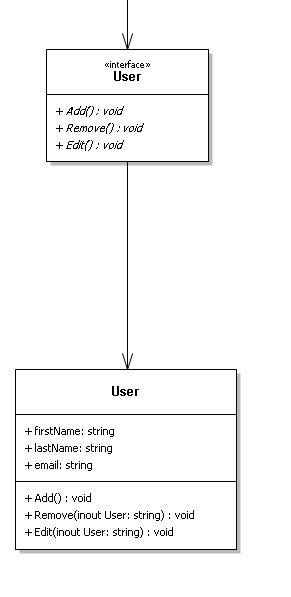 «interface»
User
+ Add() : void
+ Remove() : void
+ Edit() : void
User
+ firstName: string
+ lastName: string
+ email: string
+ Add() : void
+ Remove(inout User: string) : void
+ Edit(inout User: string) : void